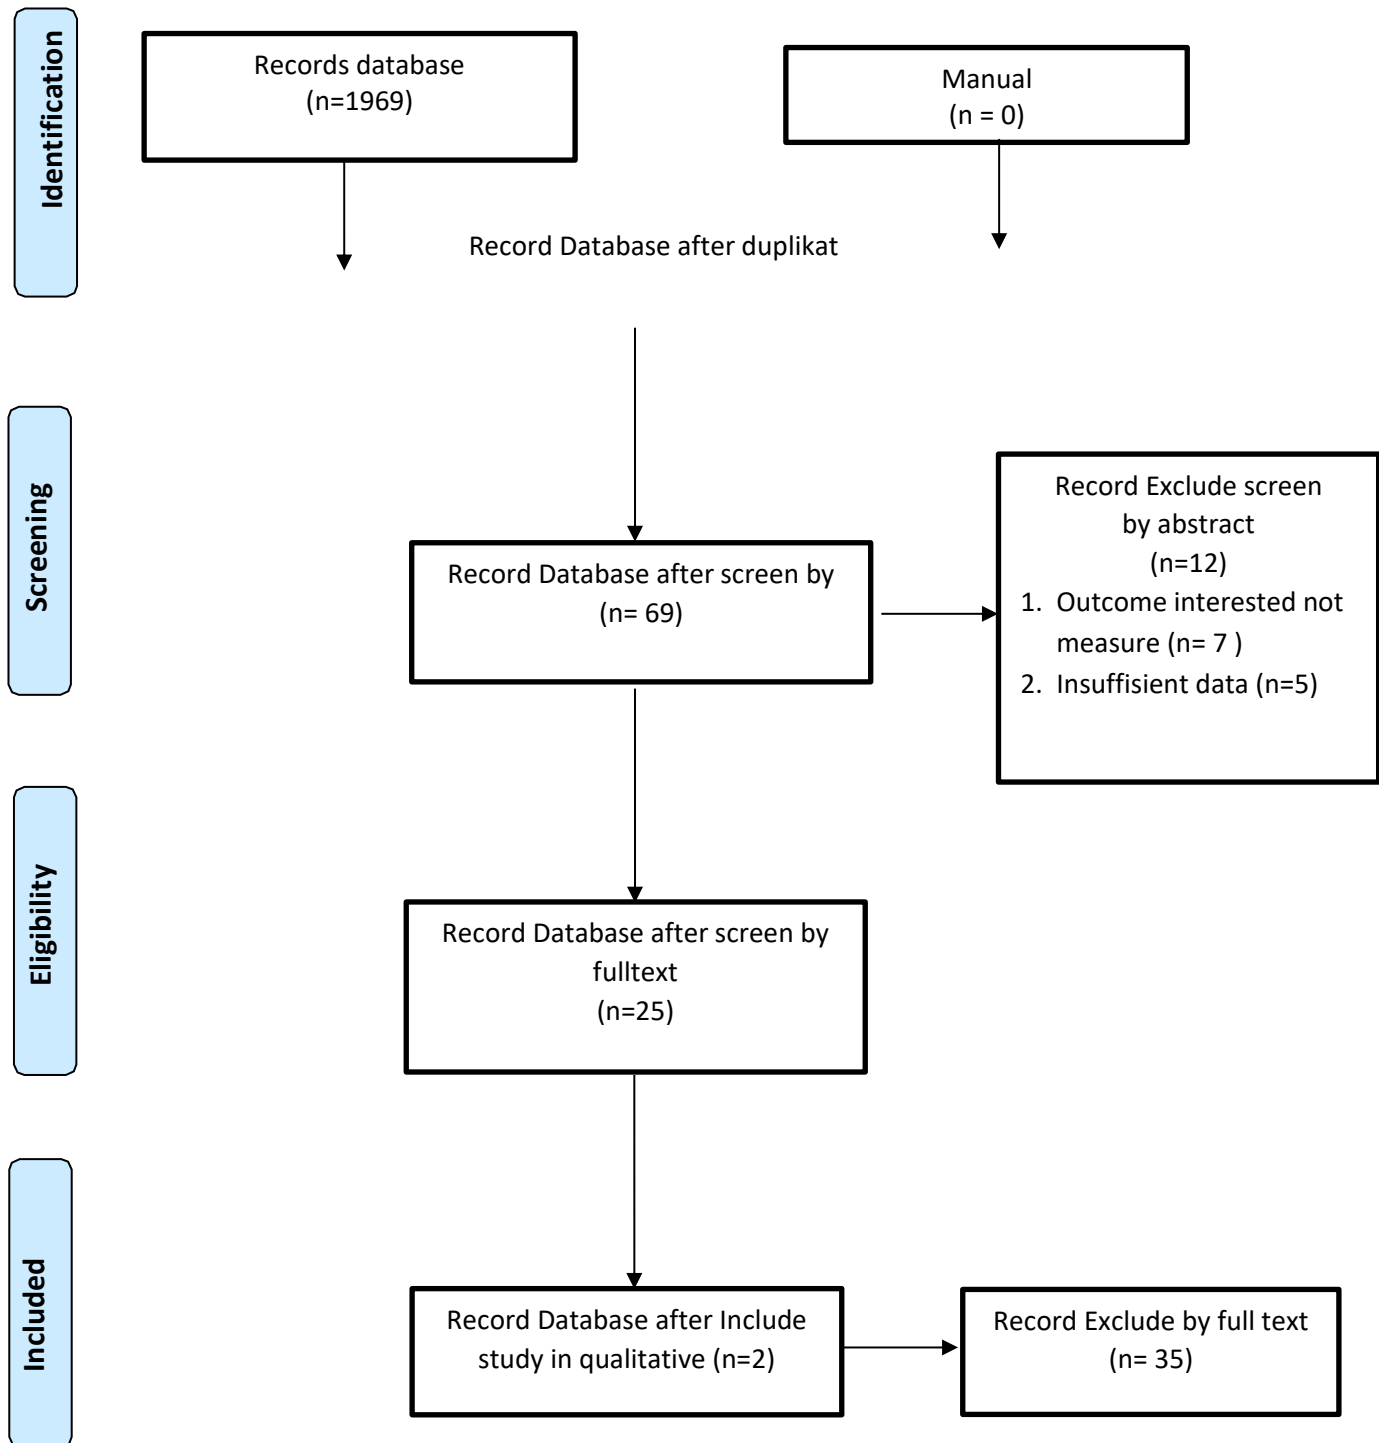 Identification
Records database
(n=1969)
Manual
(n = 0)
Record Database after duplikat
Screening
Record Database after screen by
(n= 69)
Record Exclude screen
by abstract
(n=12)
1. Outcome interested not
measure (n= 7 )
2. Insuffisient data (n=5)
Eligibility
Record Database after screen by
fulltext
(n=25)
Included
Record Database after Include
study in qualitative (n=2)
Record Exclude by full text
(n= 35)